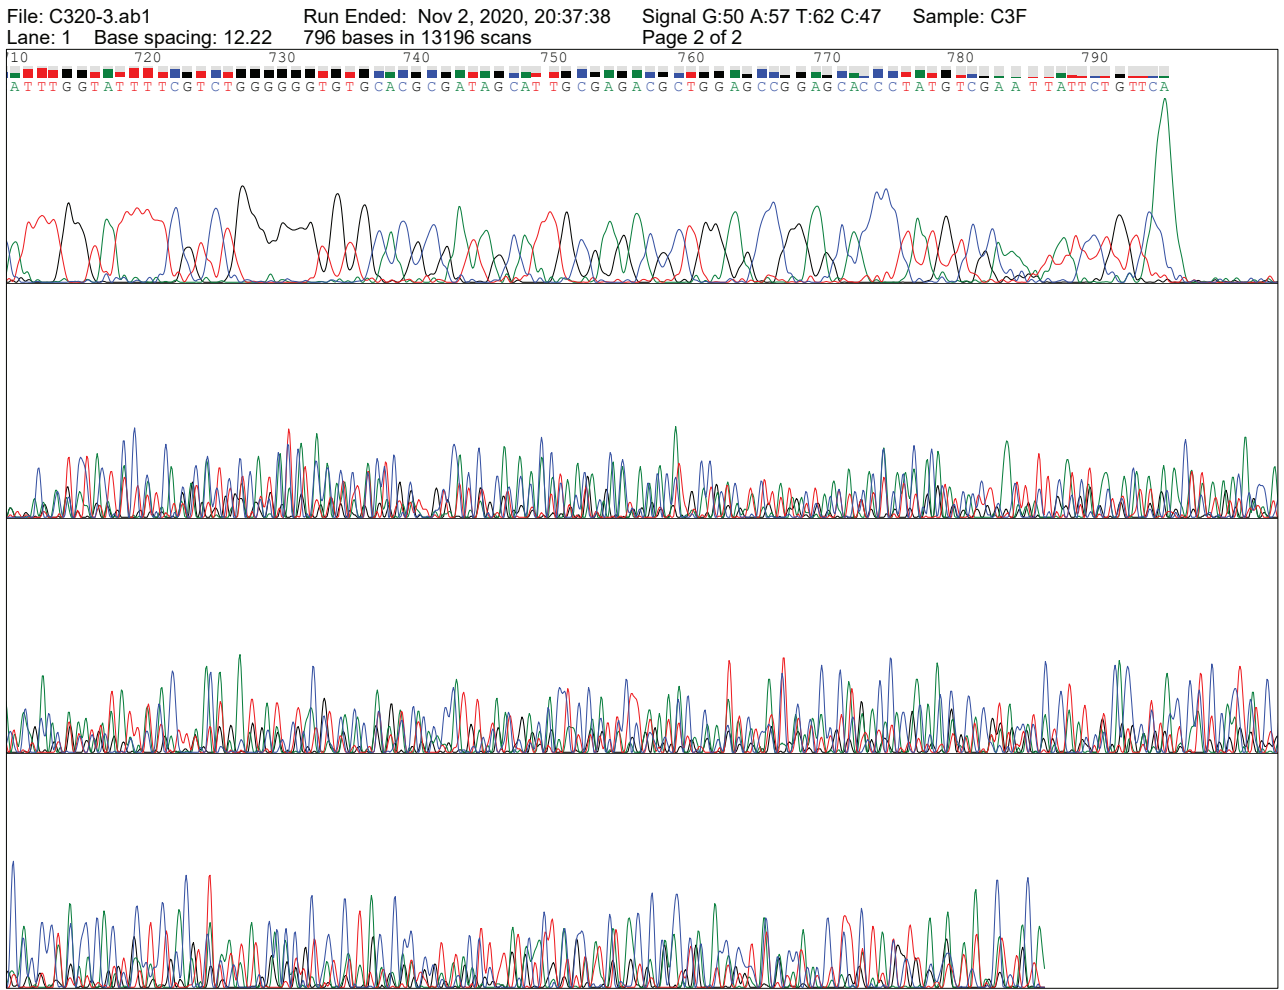 File: C320-3.ab1 Run Ended: Nov 2, 2020, 20:37:38 Signal G:50 A:57 T:62 C:47 Sample: C3F
Lane: 1 Base spacing: 12.22 796 bases in 13196 scans Page 2 of 2
710 720 730 740 750 760 770 780 790
ATTTGGTATTTTCGTCTGGGGGGTGTGCACGCGATAGCATTGCGAGACGCTGGAGCCGGAGCACCCTATGTCGAATTATTCTGTTCA